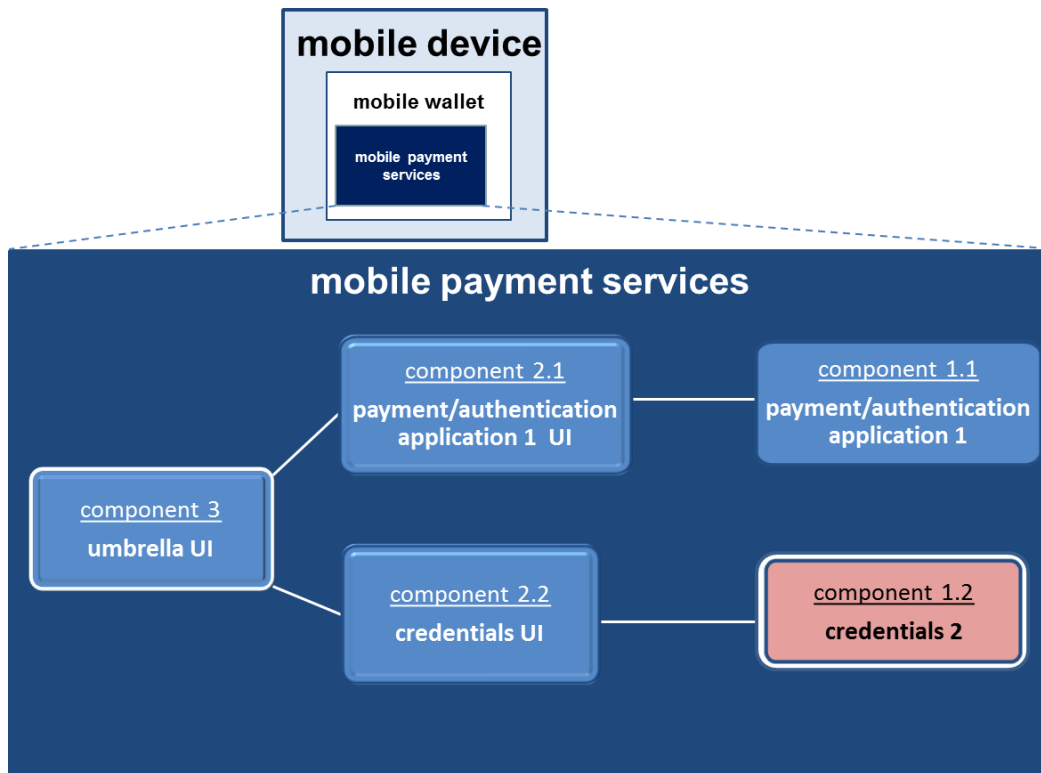 mobile device
mobile wallet
mobile payment
services
mobile payment services
component 2.1
payment/authentication
application 1 UI
component 1.1
payment/authentication
application 1
component 3
umbrella UI
component 2.2
credentials UI
component 1.2
credentials 2